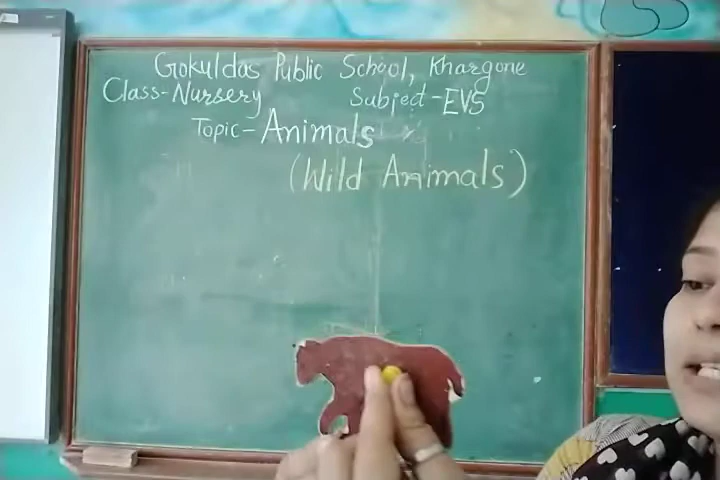 Gokuldas Public School, Khargone
Class-Nursery Subject-EVS
Topic-Animals
(Wild Animals)